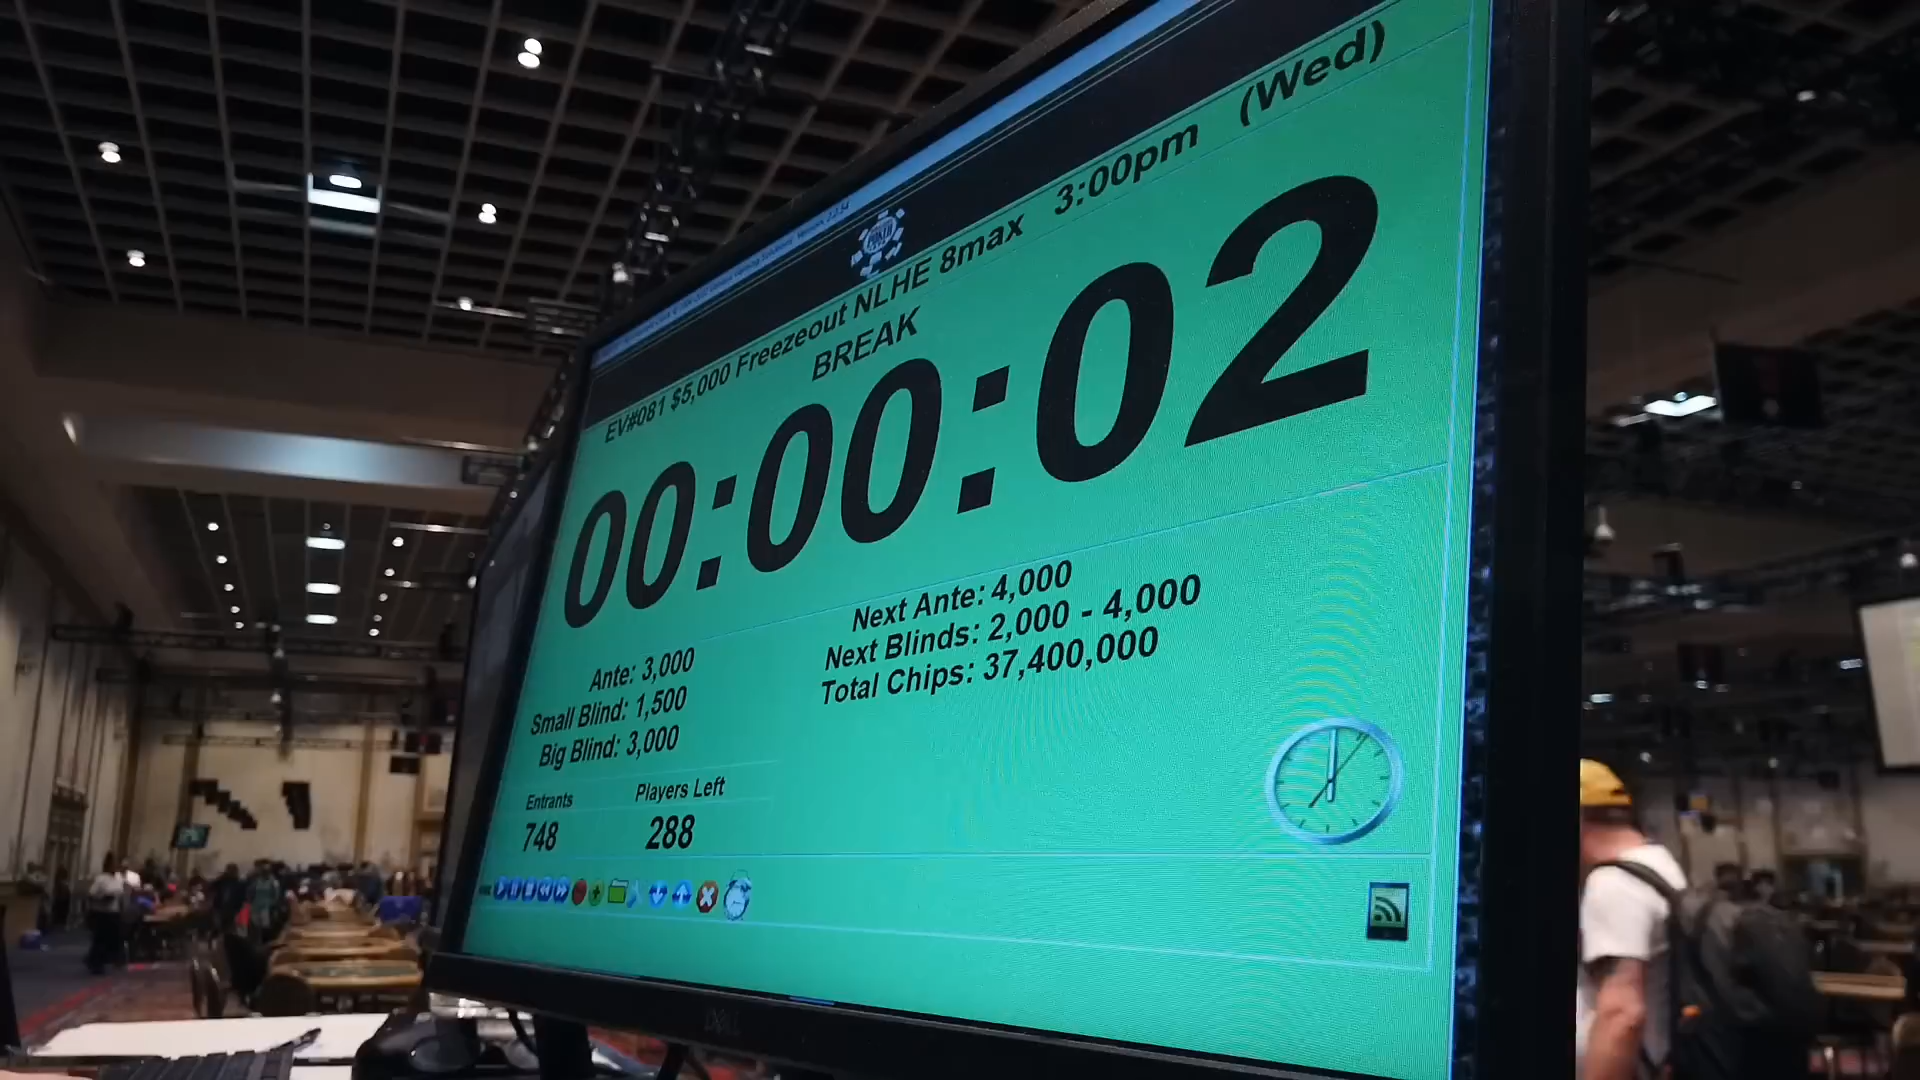 POKER
EV#081 $5,000 Freezeout NLHE 8max 3:00pm (Wed)
BREAK
00:00:02
Next Ante: 4,000
Next Blinds: 2,000 - 4,000
Total Chips: 37,400,000
Ante: 3,000
Small Blind: 1,500
Big Blind: 3,000
Entrants Players Left
748 288
DELL